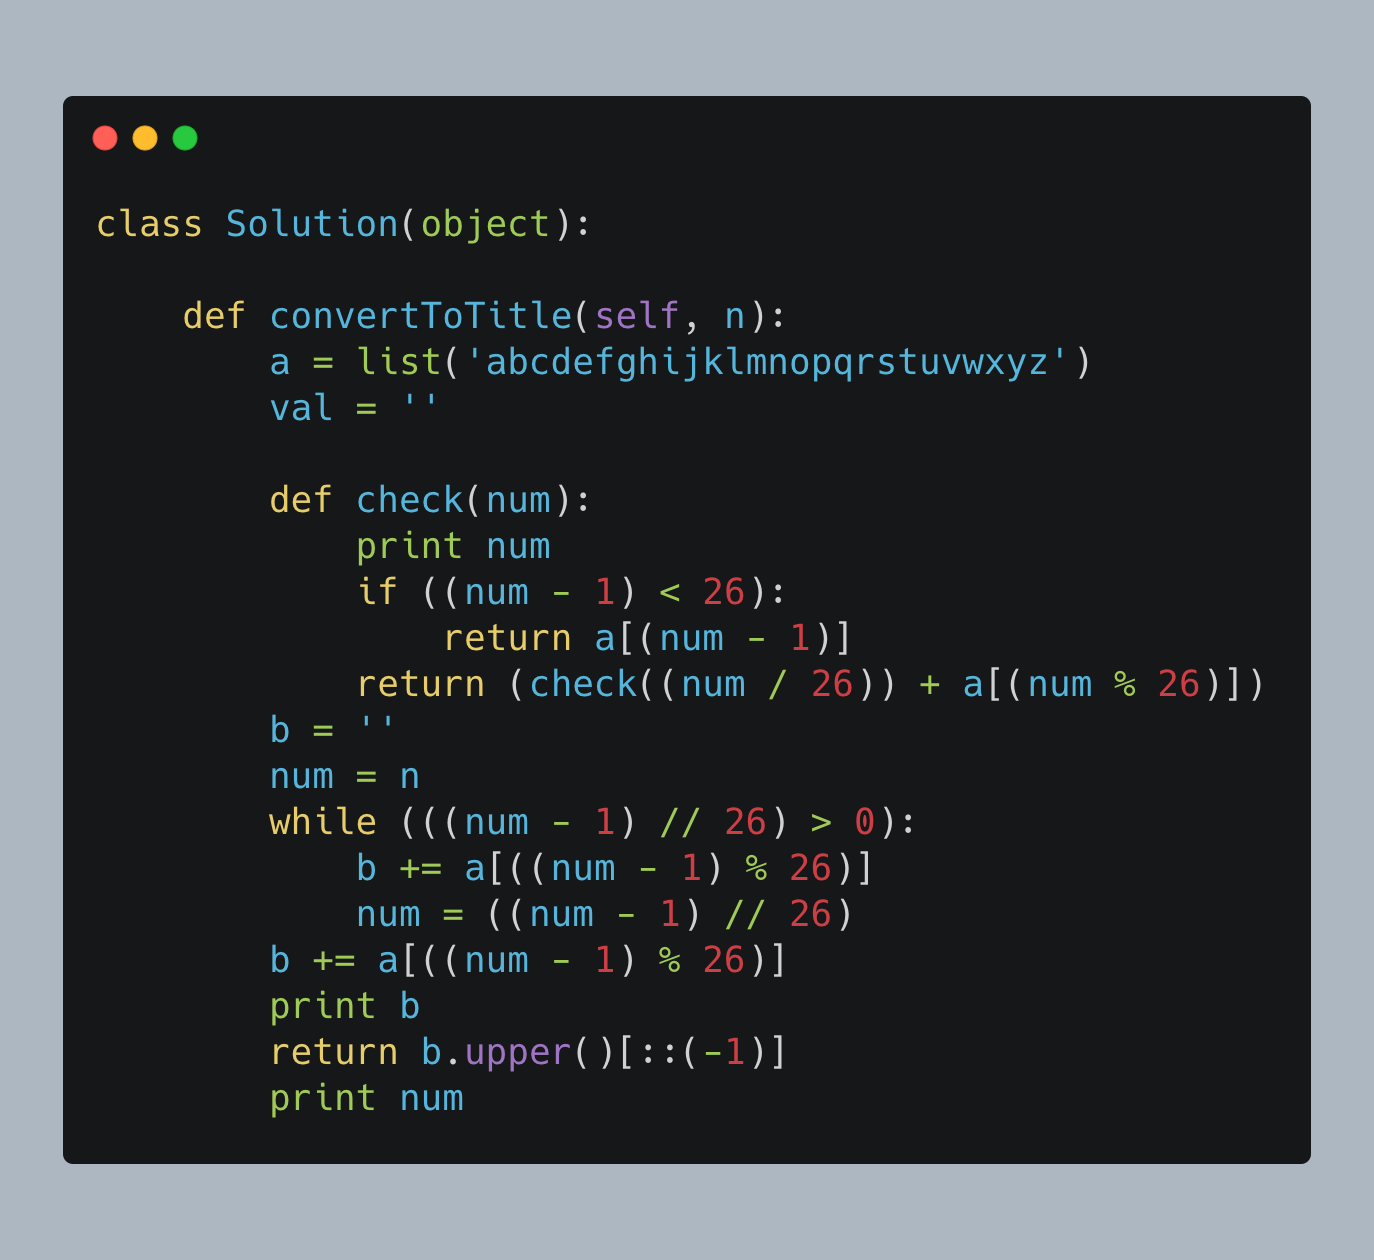 class Solution(object):

    def convertToTitle(self, n):
        a = list('abcdefghijklmnopqrstuvwxyz')
        val = ''

        def check(num):
            print num
            if ((num - 1) < 26):
                return a[(num - 1)]
            return (check((num / 26)) + a[(num % 26)])
        b = ''
        num = n
        while (((num - 1) // 26) > 0):
            b += a[((num - 1) % 26)]
            num = ((num - 1) // 26)
        b += a[((num - 1) % 26)]
        print b
        return b.upper()[::(-1)]
        print num